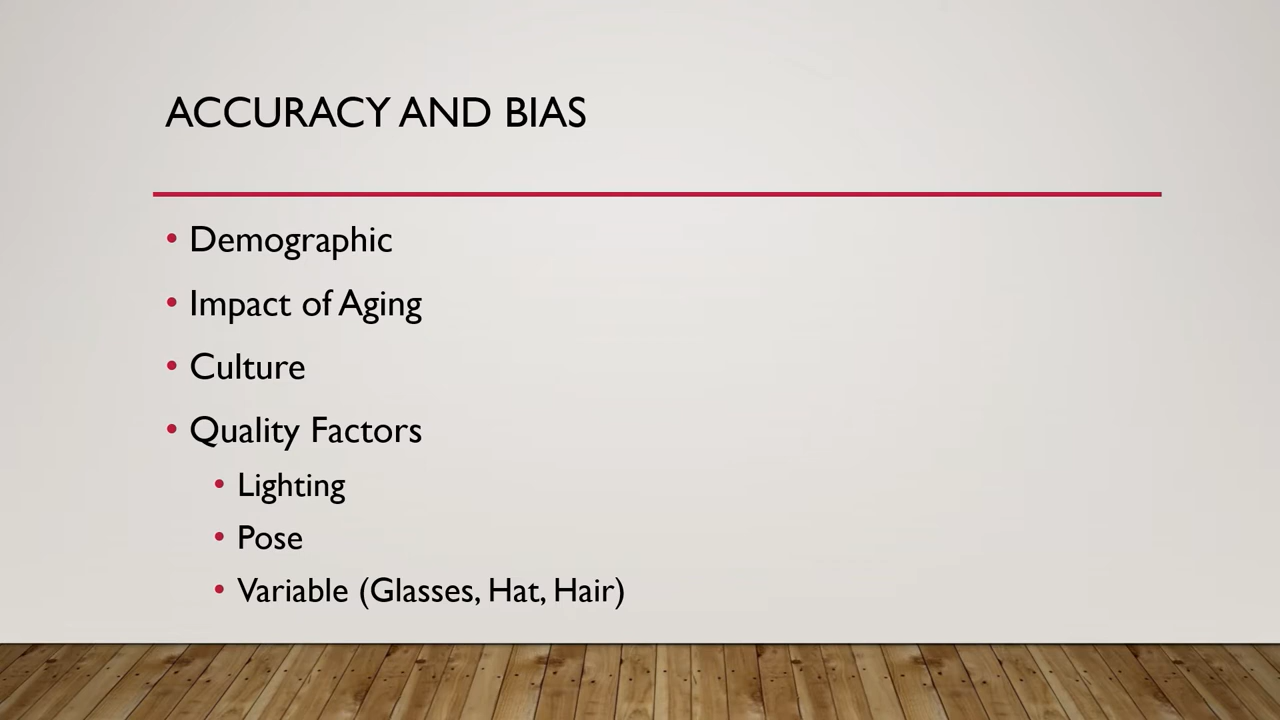 ACCURACY AND BIAS
• Demographic
• Impact of Aging
• Culture
• Quality Factors
• Lighting
• Pose
• Variable (Glasses, Hat, Hair)